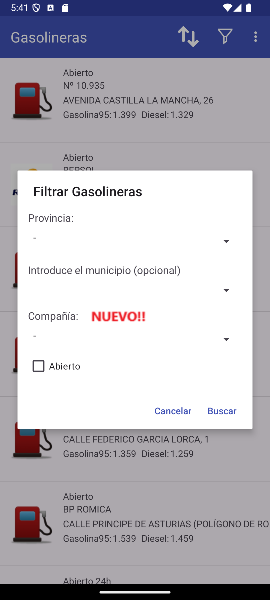 5:41
Gasolineras
Abierto
Nº 10.935
AVENIDA CASTILLA LA MANCHA, 26
Gasolina95: 1.399 Diesel: 1.329
Abierto
Filtrar Gasolineras
Provincia:
-
Introduce el municipio (opcional)
Compañía: NUEVO!!
-
Abierto
Cancelar Buscar
CALLE FEDERICO GARCIA LORCA, 1
Gasolina95: 1.359 Diesel: 1.259
Abierto
BP ROMICA
CALLE PRINCIPE DE ASTURIAS (POLÍGONO DE RO
Gasolina95: 1.539 Diesel: 1.459
Abierto 24h